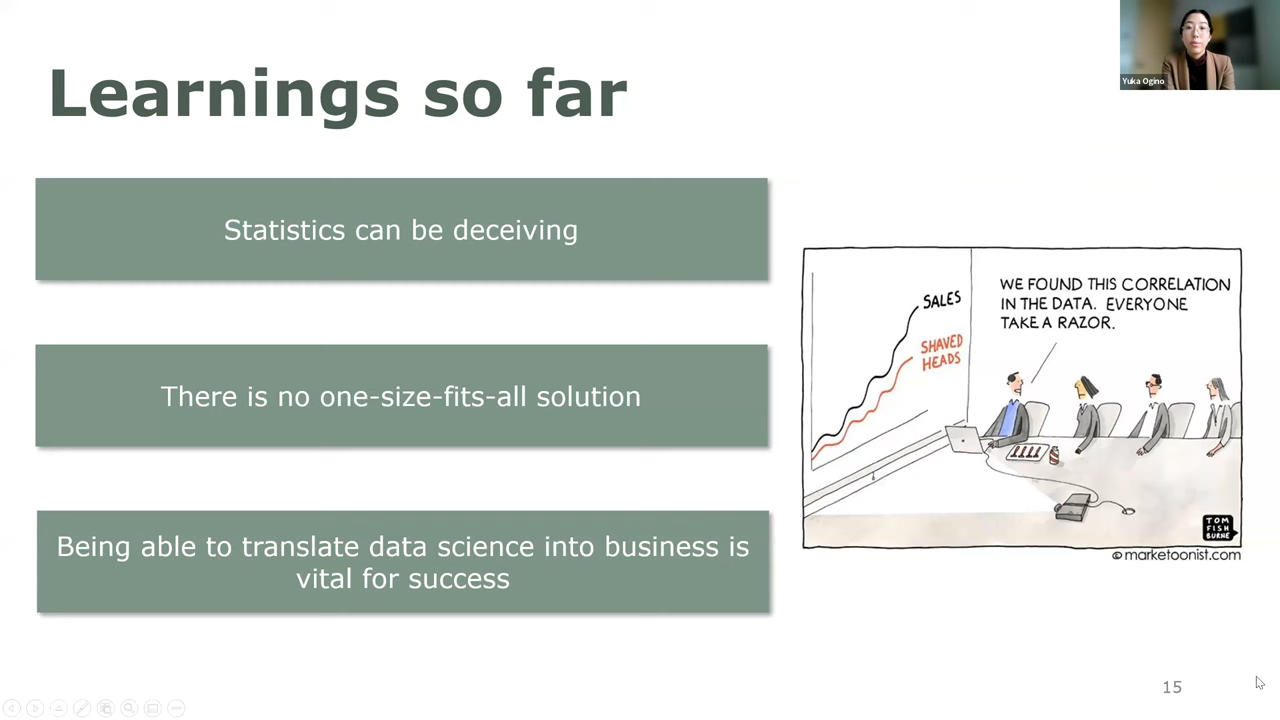 Learnings so far
Yuka Ogino
Statistics can be deceiving
There is no one-size-fits-all solution
Being able to translate data science into business is
vital for success
SALES
SHAVED
HEADS
WE FOUND THIS CORRELATION
IN THE DATA. EVERYONE
TAKE A RAZOR.
TOM
FISH
BURNE
© marketoonist.com
15